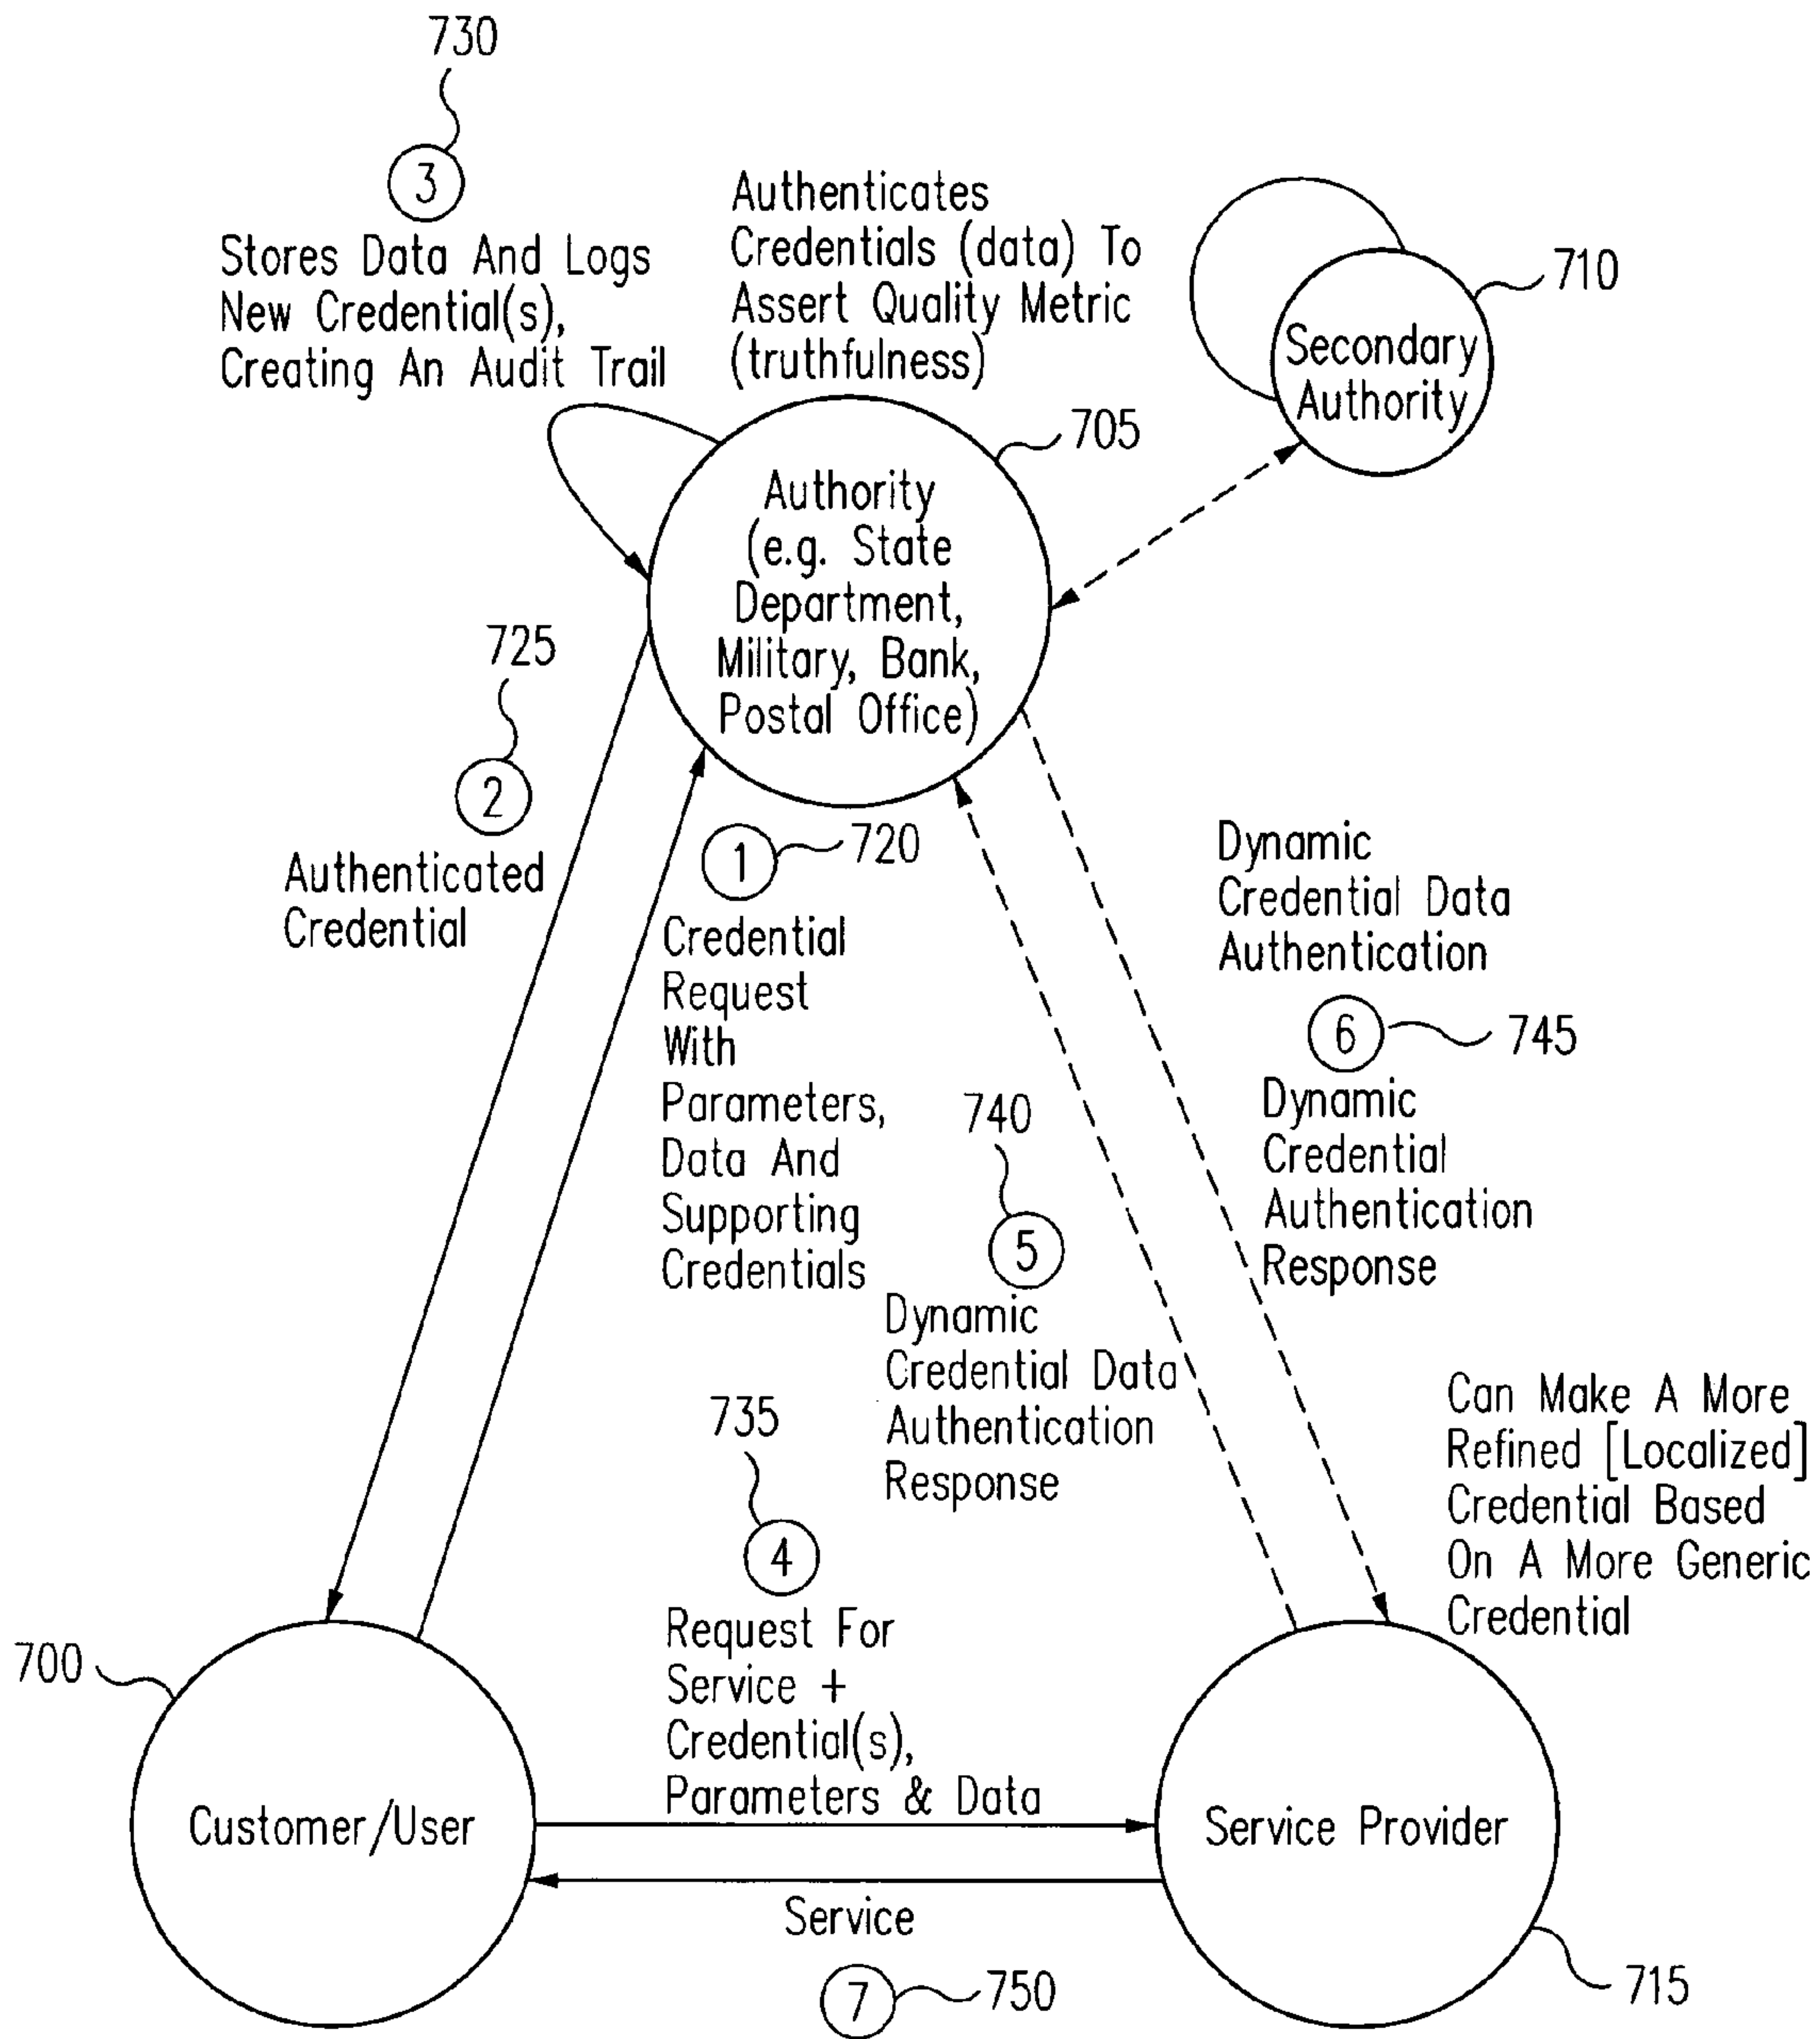 730
3
Stores Data And Logs
New Credential(s),
Creating An Audit Trail
Authenticates
Credentials (data) To
Assert Quality Metric
(truthfulness)
710
Secondary
Authority
705
Authority
(e.g. State
Department,
Military, Bank,
Postal Office)
725
2
Authenticated
Credential
1
720
Credential
Request
With
Parameters,
Data And
Supporting
Credentials
Dynamic
Credential Data
Authentication
6
745
Dynamic
Credential
Authentication
Response
740
5
Dynamic
Credential Data
Authentication
Response
Can Make A More
Refined [Localized]
Credential Based
On A More Generic
Credential
735
4
Request For
Service +
Credential(s),
Parameters & Data
700
Customer/User
Service Provider
Service
7
750
715